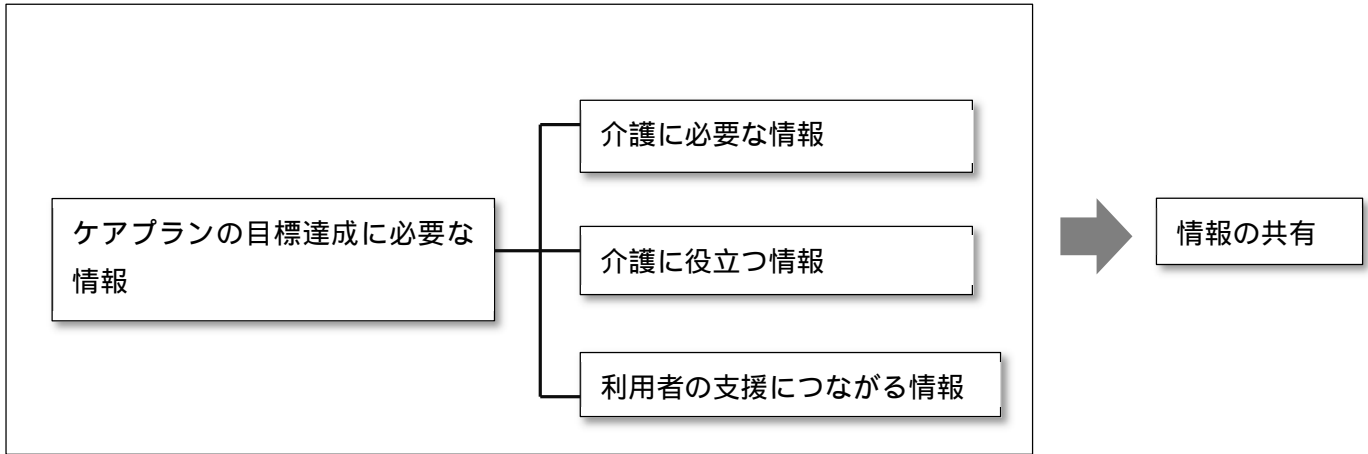 ケアプランの目標達成に必要な
情報
介護に必要な情報
介護に役立つ情報
利用者の支援につながる情報
情報の共有